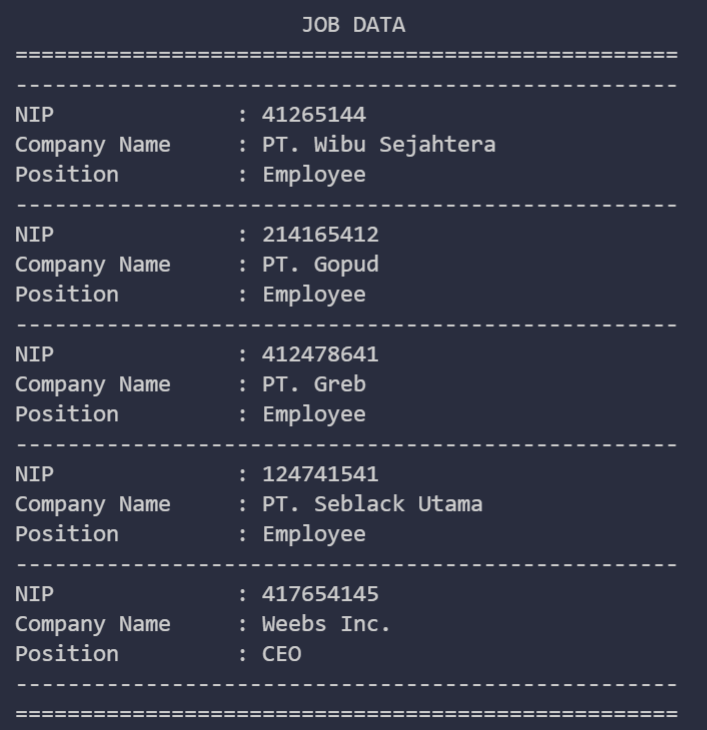 JOB DATA
===================================================
---------------------------------------------------
NIP : 41265144
Company Name : PT. Wibu Sejahtera
Position : Employee
---------------------------------------------------
NIP : 214165412
Company Name : PT. Gopud
Position : Employee
---------------------------------------------------
NIP : 412478641
Company Name : PT. Greb
Position : Employee
---------------------------------------------------
NIP : 124741541
Company Name : PT. Seblack Utama
Position : Employee
---------------------------------------------------
NIP : 417654145
Company Name : Weebs Inc.
Position : CEO
---------------------------------------------------
===================================================